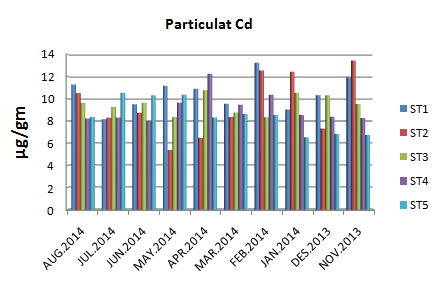 Particulat Cd
µg/gm
14
12
10
8
6
4
2
0
AUG.2014
JUL.2014
JUN.2014
MAY.2014
APR.2014
MAR.2014
FEB.2014
JAN.2014
DES.2013
NOV.2013
ST1
ST2
ST3
ST4
ST5